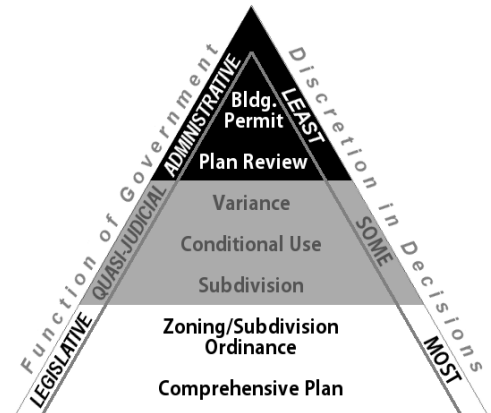 Function of Government
Discretion in Decisions
ADMINISTRATIVE
LEAST
Bldg.
Permit
Plan Review
QUASI-JUDICIAL
SOME
Variance
Conditional Use
Subdivision
LEGISLATIVE
MOST
Zoning/Subdivision
Ordinance
Comprehensive Plan